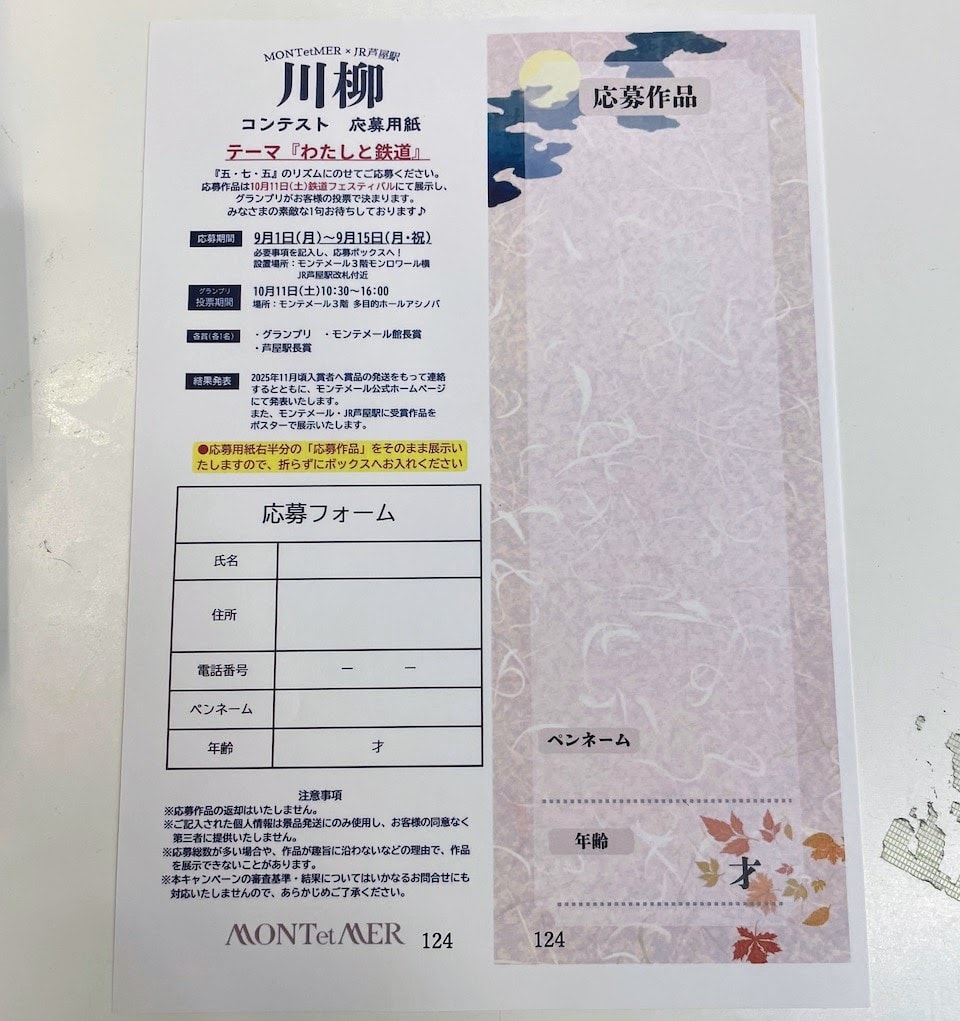 MONTetMER × JR芦屋駅
川柳
コンテスト 応募用紙
テーマ『わたしと鉄道』
『五・七・五』のリズムにのせてご応募ください。
応募作品は10月11日(土)鉄道フェスティバルにて展示し、
グランプリがお客様の投票で決まります。
みなさまの素敵な1句お待ちしております♪
応募期間
9月1日(月)～9月15日(月・祝)
必要事項を記入し、応募ボックスへ！
設置場所：モンテメール３階モンロワール横
JR芦屋駅改札付近
グランプリ
投票期間
10月11日(土)10:30～16:00
場所：モンテメール３階 多目的ホールアシノバ
各賞(各1名)
・グランプリ ・モンテメール館長賞
・芦屋駅長賞
結果発表
2025年11月頃入賞者へ賞品の発送をもって連絡
するとともに、モンテメール公式ホームページ
にて発表いたします。
また、モンテメール・JR芦屋駅に受賞作品を
ポスターで展示いたします。
●応募用紙右半分の「応募作品」をそのまま展示い
たしますので、折らずにボックスへお入れください
応募フォーム
氏名
住所
電話番号 ー ー
ペンネーム
年齢 才
注意事項
※応募作品の返却はいたしません。
※ご記入された個人情報は景品発送にのみ使用し、お客様の同意なく
第三者に提供いたしません。
※応募総数が多い場合や、作品が趣旨に沿わないなどの理由で、作品
を展示できないことがあります。
※本キャンペーンの審査基準・結果についてはいかなるお問合せにも
対応いたしませんので、あらかじめご了承ください。
MONTetMER 124
応募作品
ペンネーム
年齢
才
124